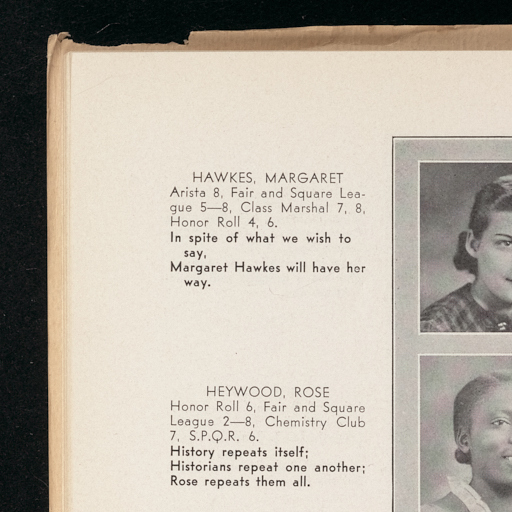 HAWKES, MARGARET
Arista 8, Fair and Square Lea-
gue 5—8, Class Marshal 7, 8,
Honor Roll 4, 6.
In spite of what we wish to
say,
Margaret Hawkes will have her
way.
HEYWOOD, ROSE
Honor Roll 6, Fair and Square
League 2—8, Chemistry Club
7, S.P.Q.R. 6.
History repeats itself;
Historians repeat one another;
Rose repeats them all.